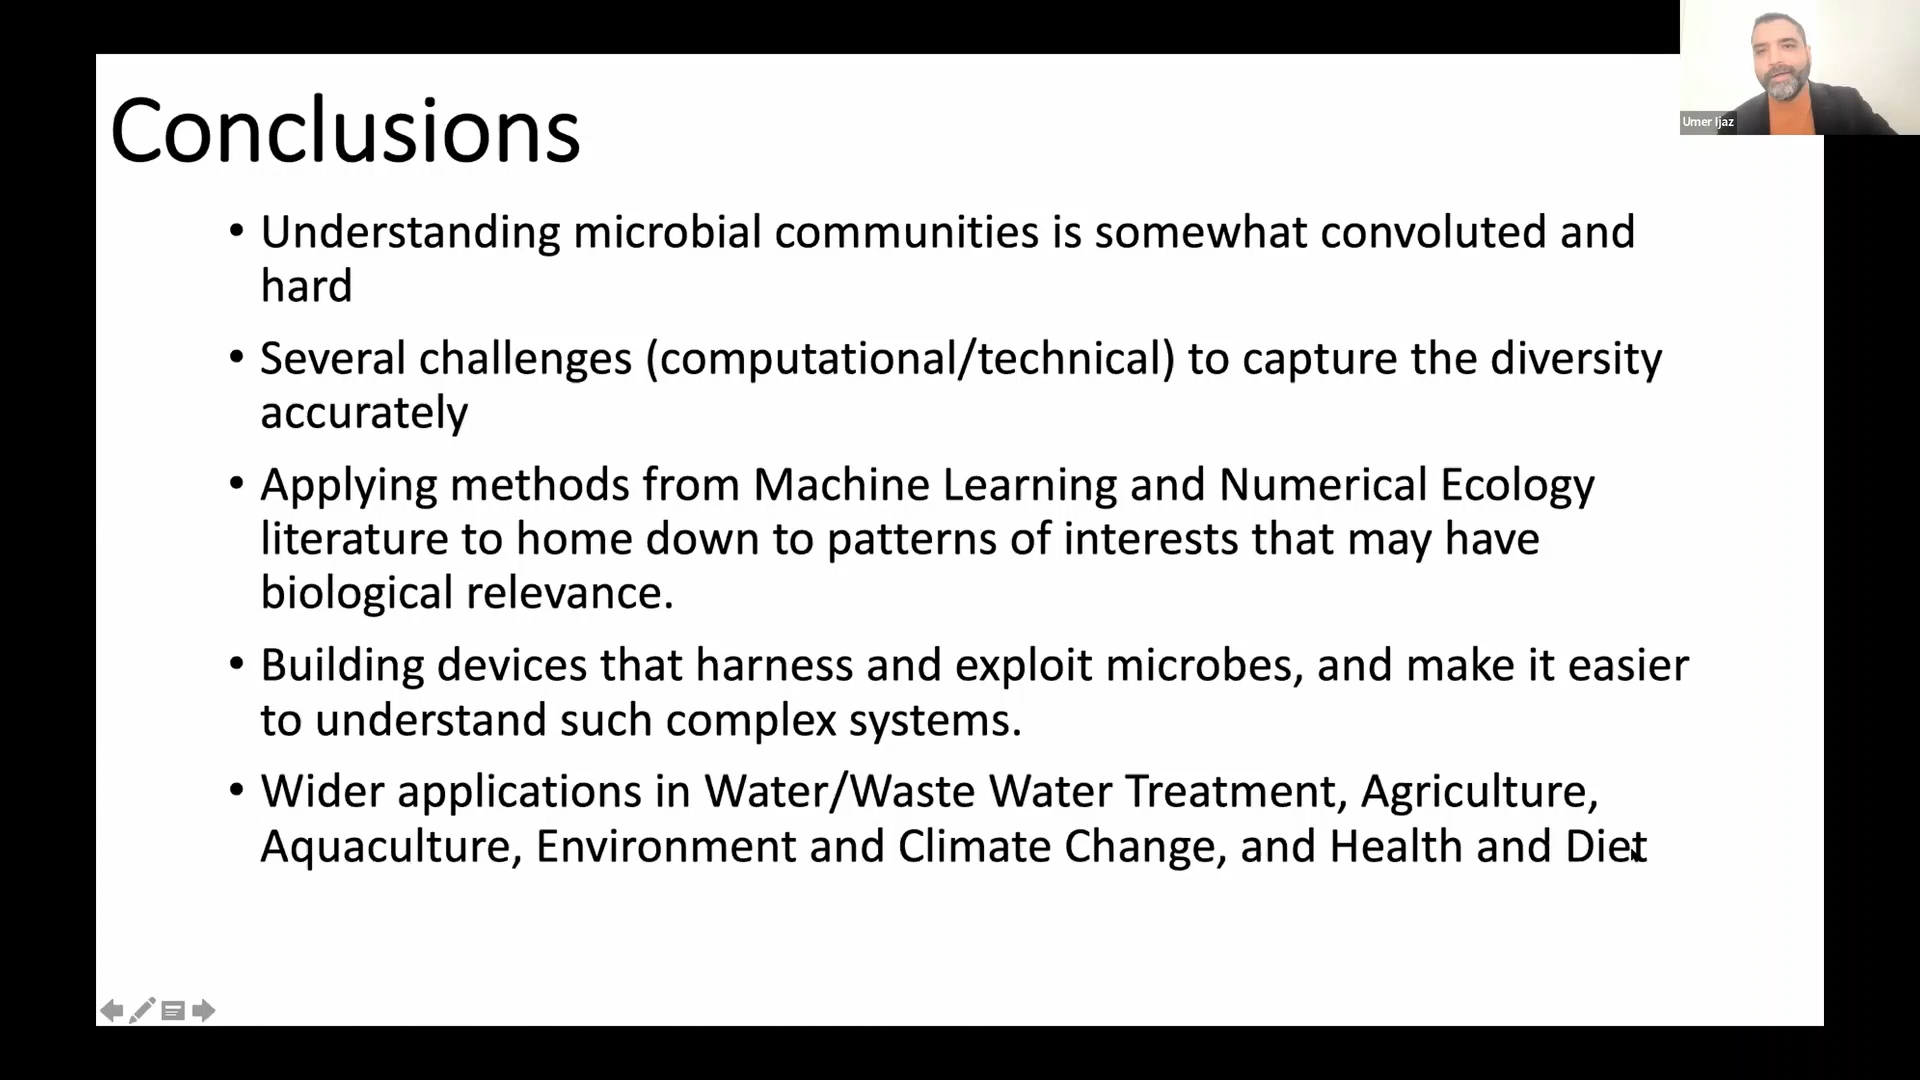 Conclusions
• Understanding microbial communities is somewhat convoluted and
hard
• Several challenges (computational/technical) to capture the diversity
accurately
• Applying methods from Machine Learning and Numerical Ecology
literature to home down to patterns of interests that may have
biological relevance.
• Building devices that harness and exploit microbes, and make it easier
to understand such complex systems.
• Wider applications in Water/Waste Water Treatment, Agriculture,
Aquaculture, Environment and Climate Change, and Health and Diet
Umer Ijaz